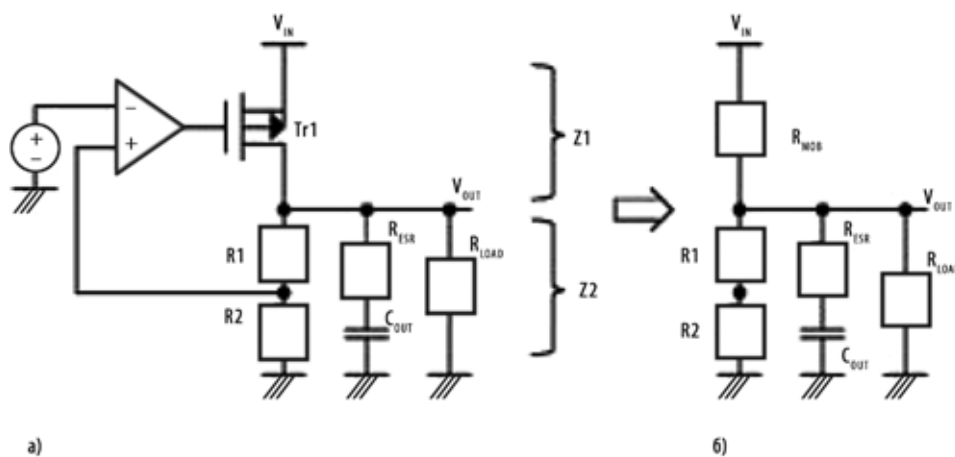 V_IN
V_IN
−
+
+
−
Tr1
Z1
R_MOB
V_OUT
V_OUT
R1
R_ESR
R_LOAD
Z2
R1
R_ESR
R_LOA
R2
C_OUT
R2
C_OUT
а)
б)